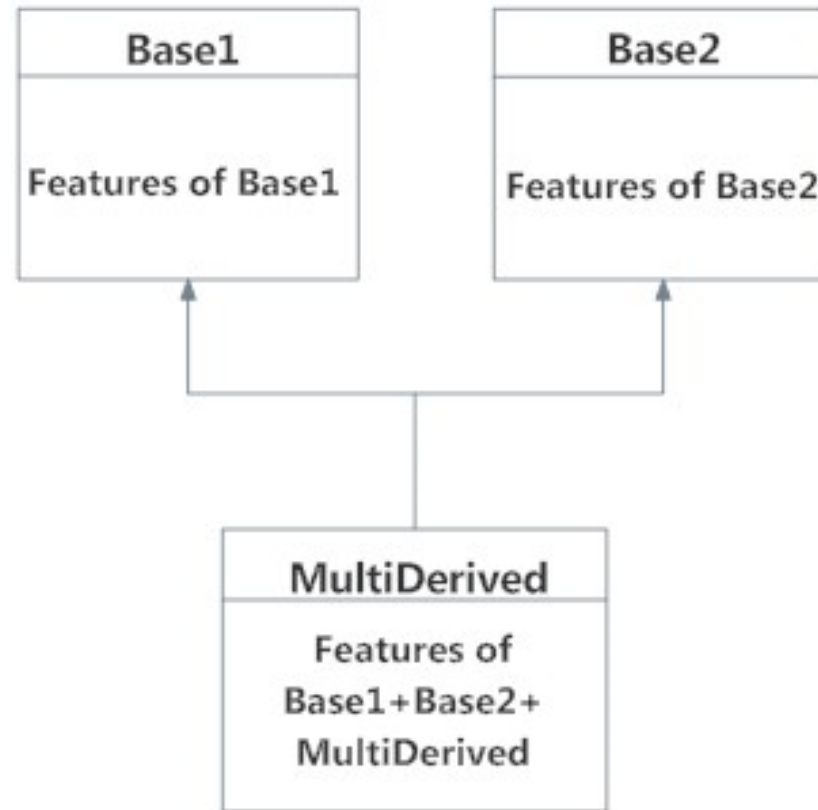 Base1
Features of Base1
Base2
Features of Base2
MultiDerived
Features of
Base1+Base2+
MultiDerived